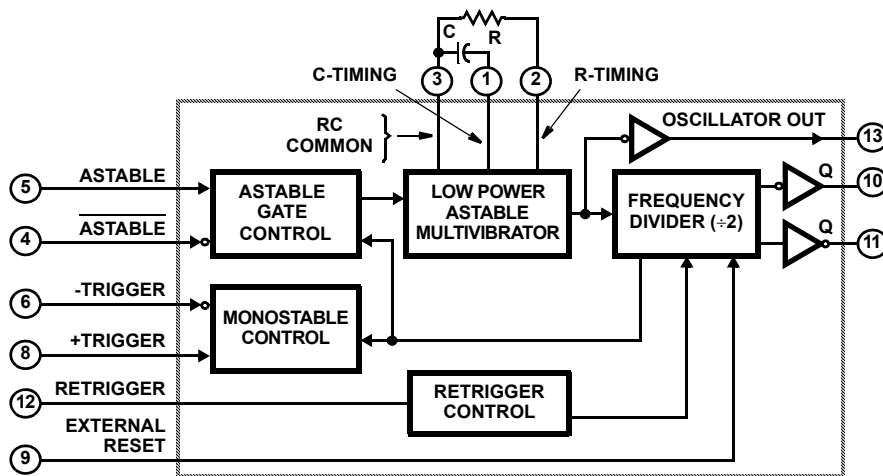 C
R
3
1
2
C-TIMING
R-TIMING
RC
COMMON
OSCILLATOR OUT
13
5
ASTABLE
4
ASTABLE
ASTABLE
GATE
CONTROL
LOW POWER
ASTABLE
MULTIVIBRATOR
FREQUENCY
DIVIDER (÷2)
Q
10
Q
11
6
-TRIGGER
8
+TRIGGER
MONOSTABLE
CONTROL
12
RETRIGGER
RETRIGGER
CONTROL
9
EXTERNAL
RESET